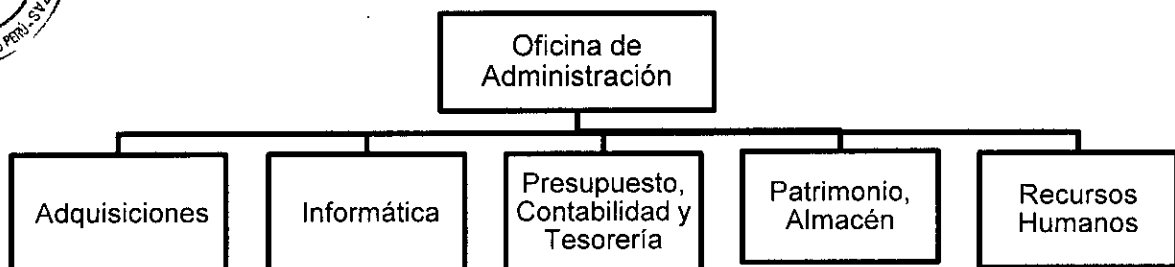 Oficina de
Administración
Adquisiciones
Informática
Presupuesto,
Contabilidad y
Tesorería
Patrimonio,
Almacén
Recursos
Humanos